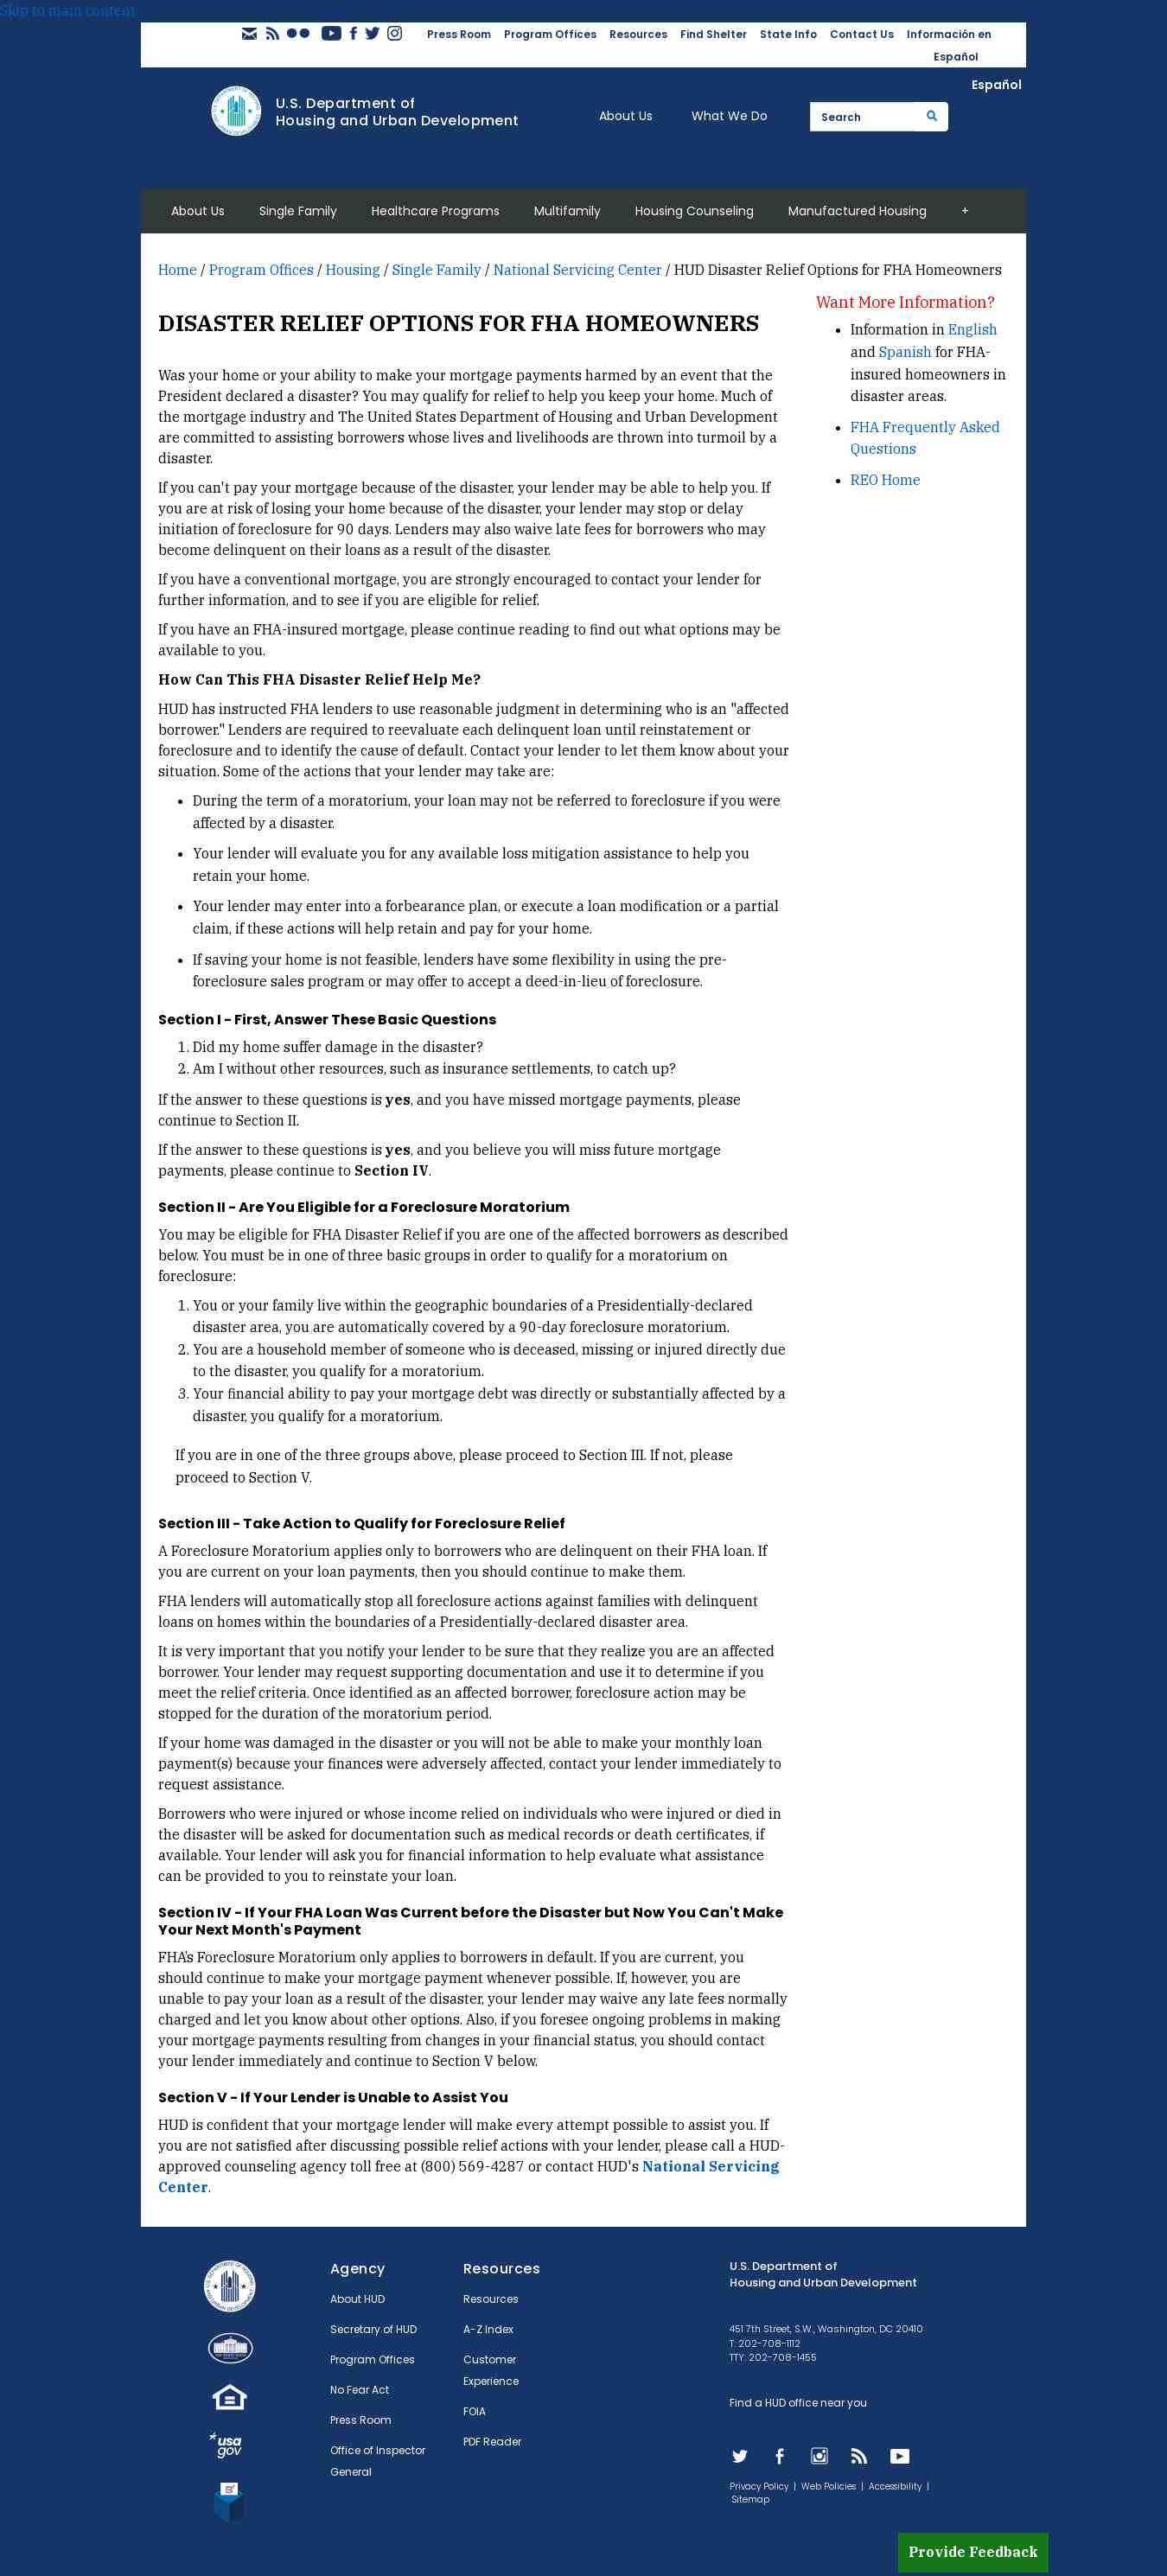 Skip to main content
Press Room Program Offices Resources Find Shelter State Info Contact Us Información en
Español
Español
U.S. Department of
Housing and Urban Development
About Us What We Do Search
About Us Single Family Healthcare Programs Multifamily Housing Counseling Manufactured Housing +
Home / Program Offices / Housing / Single Family / National Servicing Center / HUD Disaster Relief Options for FHA Homeowners
DISASTER RELIEF OPTIONS FOR FHA HOMEOWNERS
Was your home or your ability to make your mortgage payments harmed by an event that the
President declared a disaster? You may qualify for relief to help you keep your home. Much of
the mortgage industry and The United States Department of Housing and Urban Development
are committed to assisting borrowers whose lives and livelihoods are thrown into turmoil by a
disaster.
If you can't pay your mortgage because of the disaster, your lender may be able to help you. If
you are at risk of losing your home because of the disaster, your lender may stop or delay
initiation of foreclosure for 90 days. Lenders may also waive late fees for borrowers who may
become delinquent on their loans as a result of the disaster.
If you have a conventional mortgage, you are strongly encouraged to contact your lender for
further information, and to see if you are eligible for relief.
If you have an FHA-insured mortgage, please continue reading to find out what options may be
available to you.
How Can This FHA Disaster Relief Help Me?
HUD has instructed FHA lenders to use reasonable judgment in determining who is an "affected
borrower." Lenders are required to reevaluate each delinquent loan until reinstatement or
foreclosure and to identify the cause of default. Contact your lender to let them know about your
situation. Some of the actions that your lender may take are:
• During the term of a moratorium, your loan may not be referred to foreclosure if you were
affected by a disaster.
• Your lender will evaluate you for any available loss mitigation assistance to help you
retain your home.
• Your lender may enter into a forbearance plan, or execute a loan modification or a partial
claim, if these actions will help retain and pay for your home.
• If saving your home is not feasible, lenders have some flexibility in using the pre-
foreclosure sales program or may offer to accept a deed-in-lieu of foreclosure.
Section I - First, Answer These Basic Questions
1. Did my home suffer damage in the disaster?
2. Am I without other resources, such as insurance settlements, to catch up?
If the answer to these questions is yes, and you have missed mortgage payments, please
continue to Section II.
If the answer to these questions is yes, and you believe you will miss future mortgage
payments, please continue to Section IV.
Section II - Are You Eligible for a Foreclosure Moratorium
You may be eligible for FHA Disaster Relief if you are one of the affected borrowers as described
below. You must be in one of three basic groups in order to qualify for a moratorium on
foreclosure:
1. You or your family live within the geographic boundaries of a Presidentially-declared
disaster area, you are automatically covered by a 90-day foreclosure moratorium.
2. You are a household member of someone who is deceased, missing or injured directly due
to the disaster, you qualify for a moratorium.
3. Your financial ability to pay your mortgage debt was directly or substantially affected by a
disaster, you qualify for a moratorium.
If you are in one of the three groups above, please proceed to Section III. If not, please
proceed to Section V.
Section III - Take Action to Qualify for Foreclosure Relief
A Foreclosure Moratorium applies only to borrowers who are delinquent on their FHA loan. If
you are current on your loan payments, then you should continue to make them.
FHA lenders will automatically stop all foreclosure actions against families with delinquent
loans on homes within the boundaries of a Presidentially-declared disaster area.
It is very important that you notify your lender to be sure that they realize you are an affected
borrower. Your lender may request supporting documentation and use it to determine if you
meet the relief criteria. Once identified as an affected borrower, foreclosure action may be
stopped for the duration of the moratorium period.
If your home was damaged in the disaster or you will not be able to make your monthly loan
payment(s) because your finances were adversely affected, contact your lender immediately to
request assistance.
Borrowers who were injured or whose income relied on individuals who were injured or died in
the disaster will be asked for documentation such as medical records or death certificates, if
available. Your lender will ask you for financial information to help evaluate what assistance
can be provided to you to reinstate your loan.
Section IV - If Your FHA Loan Was Current before the Disaster but Now You Can't Make
Your Next Month's Payment
FHA's Foreclosure Moratorium only applies to borrowers in default. If you are current, you
should continue to make your mortgage payment whenever possible. If, however, you are
unable to pay your loan as a result of the disaster, your lender may waive any late fees normally
charged and let you know about other options. Also, if you foresee ongoing problems in making
your mortgage payments resulting from changes in your financial status, you should contact
your lender immediately and continue to Section V below.
Section V - If Your Lender is Unable to Assist You
HUD is confident that your mortgage lender will make every attempt possible to assist you. If
you are not satisfied after discussing possible relief actions with your lender, please call a HUD-
approved counseling agency toll free at (800) 569-4287 or contact HUD's National Servicing
Center.
Want More Information?
• Information in English
and Spanish for FHA-
insured homeowners in
disaster areas.
• FHA Frequently Asked
Questions
• REO Home
usa
gov
Agency
About HUD
Secretary of HUD
Program Offices
No Fear Act
Press Room
Office of Inspector
General
Resources
Resources
A-Z Index
Customer
Experience
FOIA
PDF Reader
U.S. Department of
Housing and Urban Development
451 7th Street, S.W., Washington, DC 20410
T: 202-708-1112
TTY: 202-708-1455
Find a HUD office near you
Privacy Policy | Web Policies | Accessibility |
Sitemap
Provide Feedback